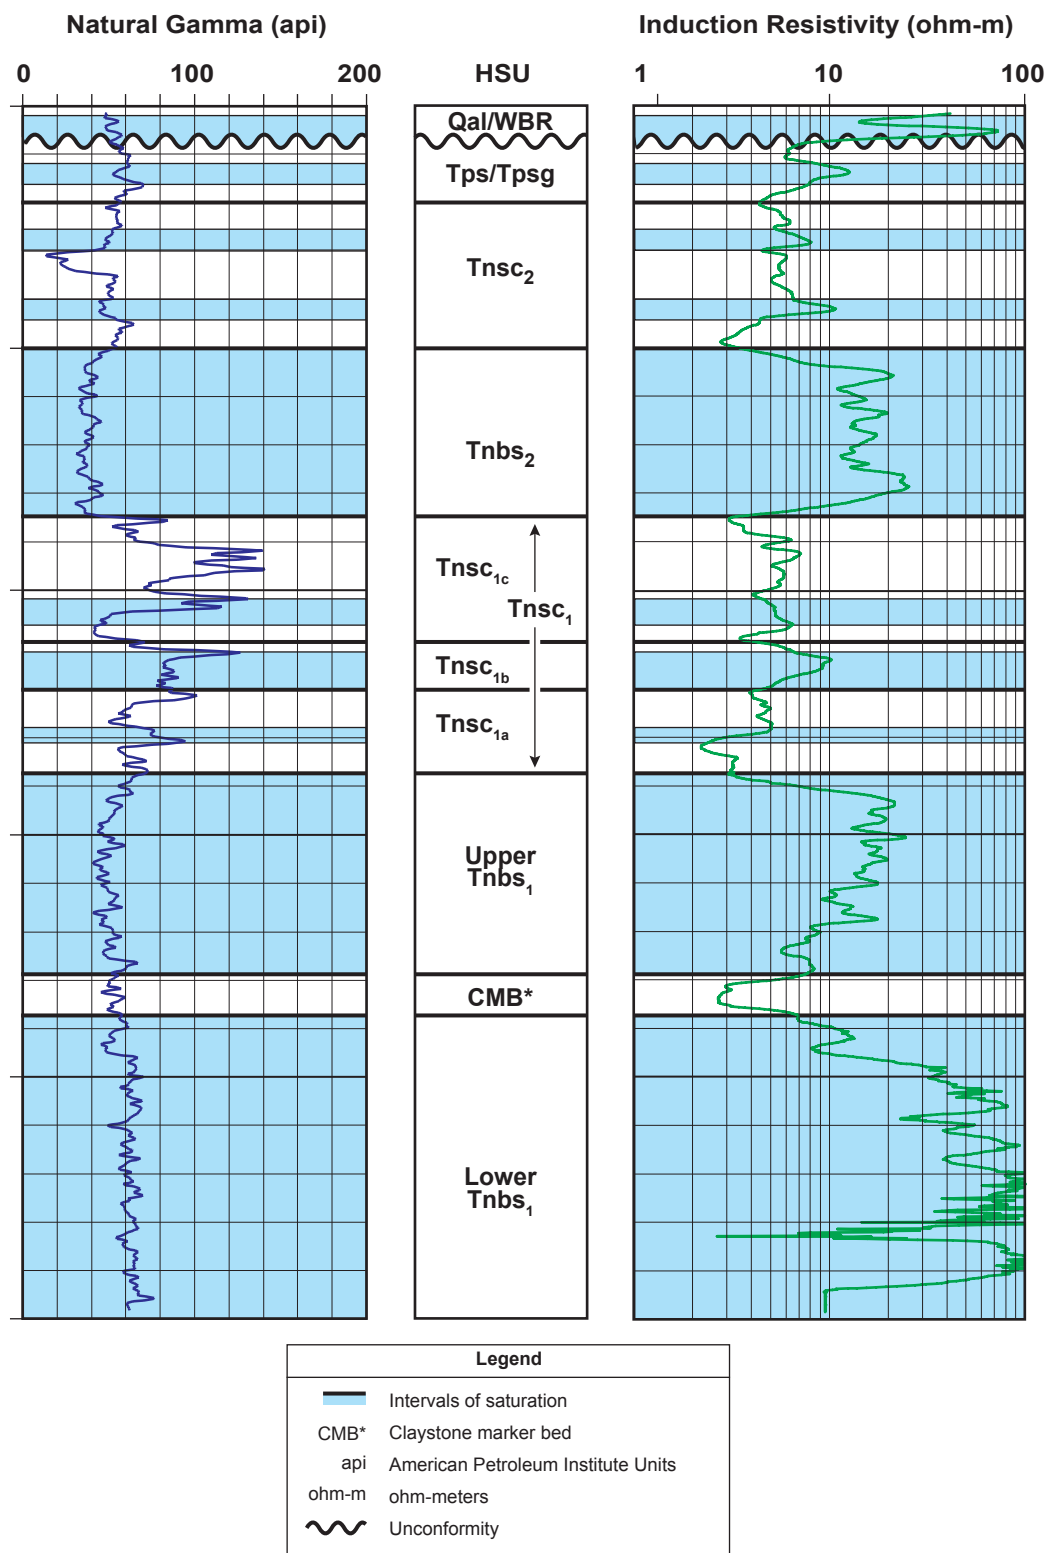 Natural Gamma (api)
Induction Resistivity (ohm-m)
0 100 200
HSU
1 10 100
Qal/WBR
Tps/Tpsg
Tnsc₂
Tnbs₂
Tnsc₁c
Tnsc₁
Tnsc₁b
Tnsc₁a
Upper
Tnbs₁
CMB*
Lower
Tnbs₁
Legend
Intervals of saturation
CMB* Claystone marker bed
api American Petroleum Institute Units
ohm-m ohm-meters
Unconformity